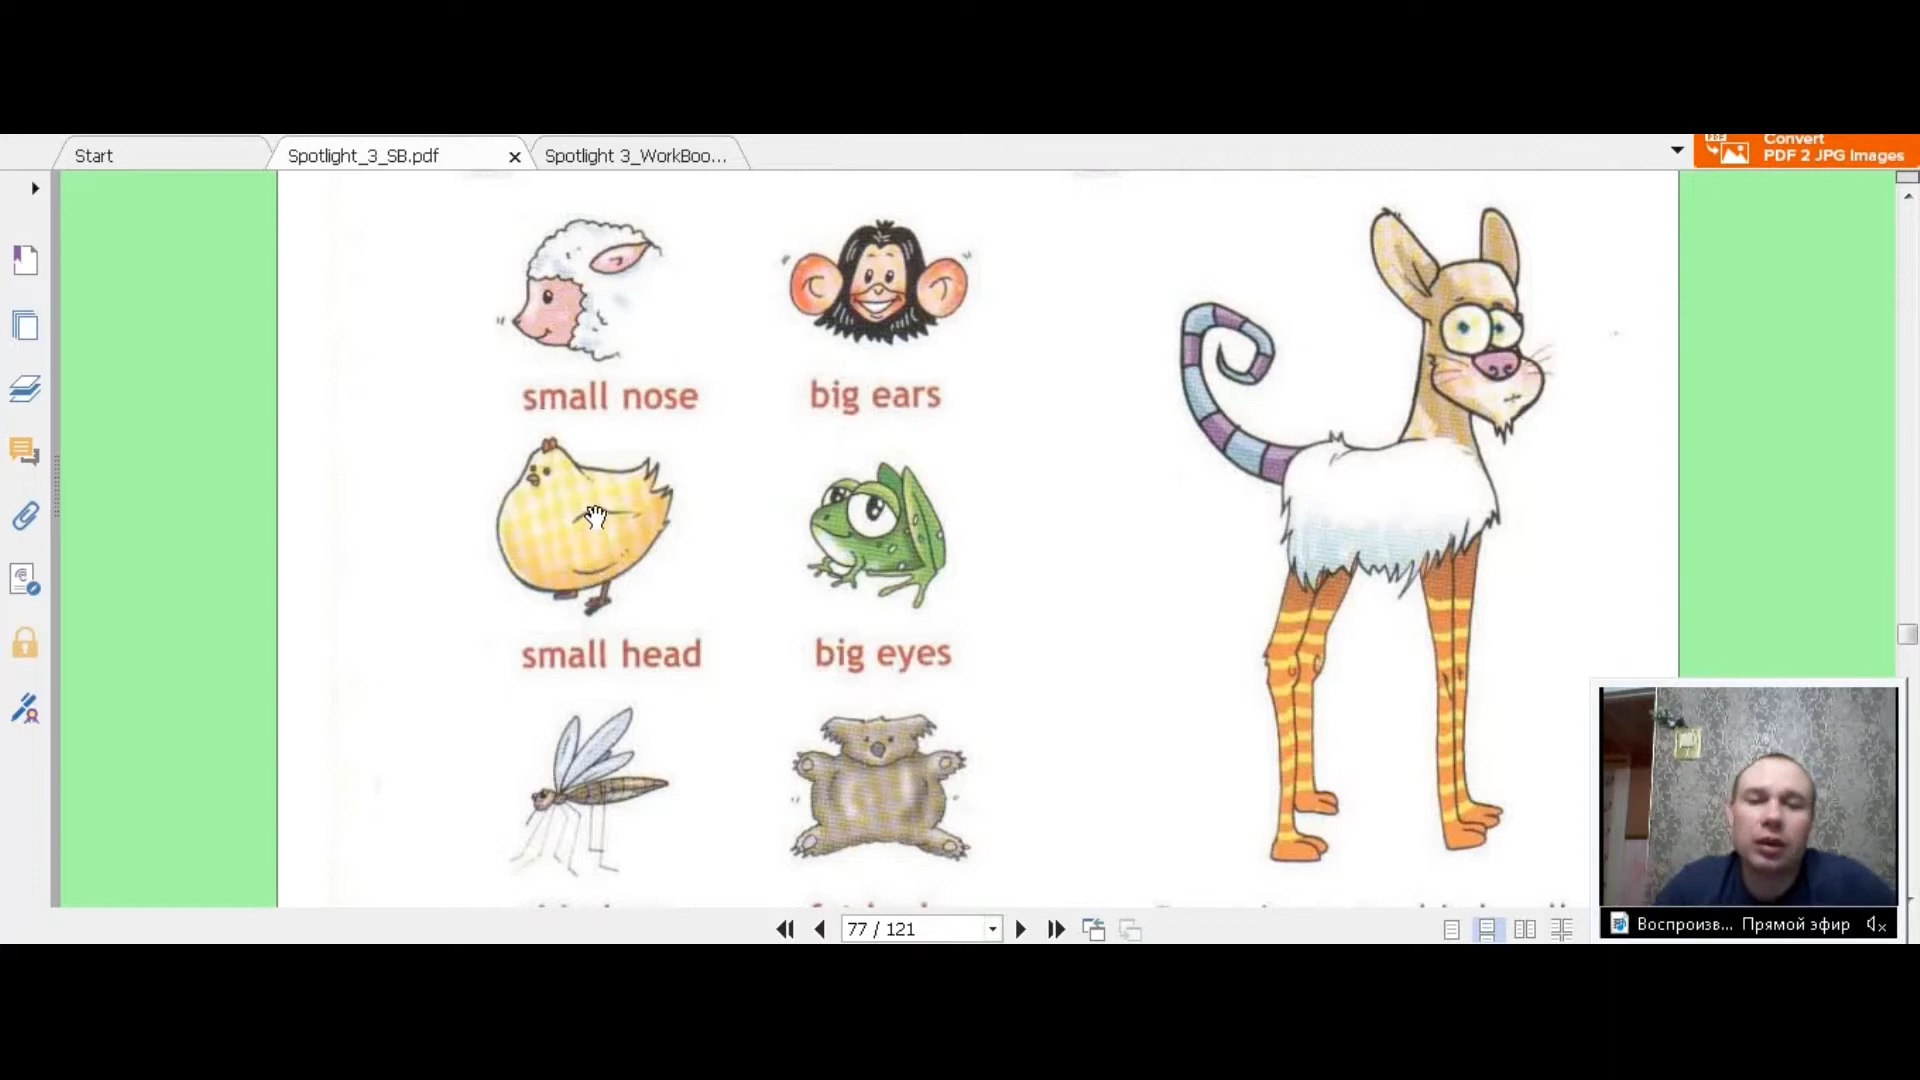 Convert
PDF 2 JPG Images
Start
Spotlight_3_SB.pdf
Spotlight 3_WorkBoo...
small nose
big ears
small head
big eyes
77 / 121
Воспроизв... Прямой эфир